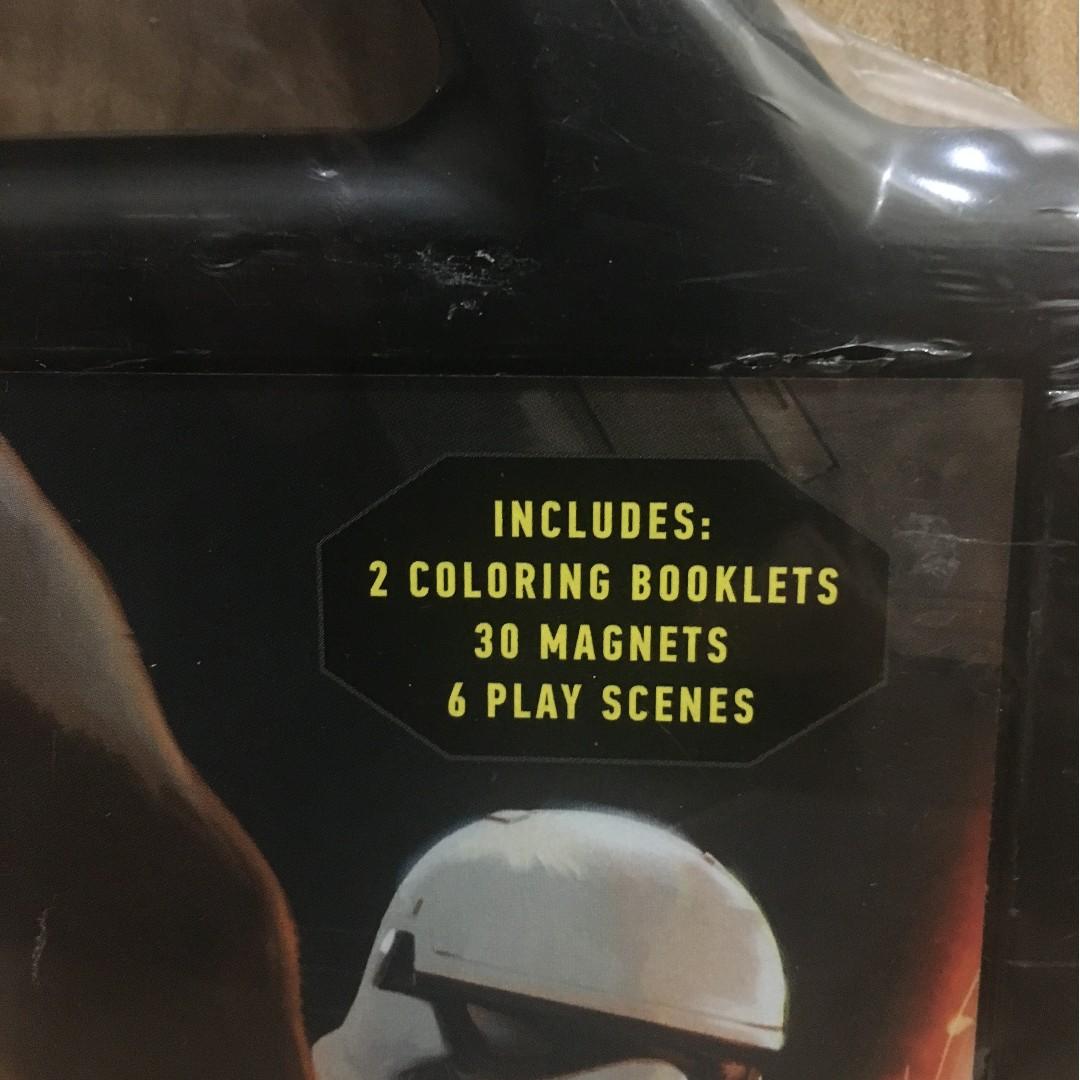 INCLUDES:
2 COLORING BOOKLETS
30 MAGNETS
6 PLAY SCENES